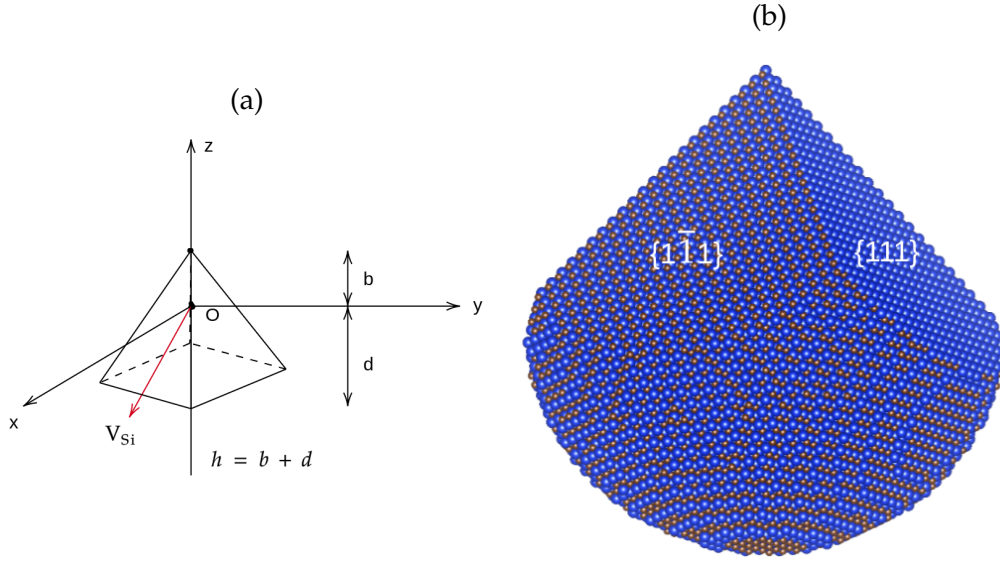 (a)
z
b
O
y
d
x
V_Si
h = b + d
(b)
{11̅1}
{111}